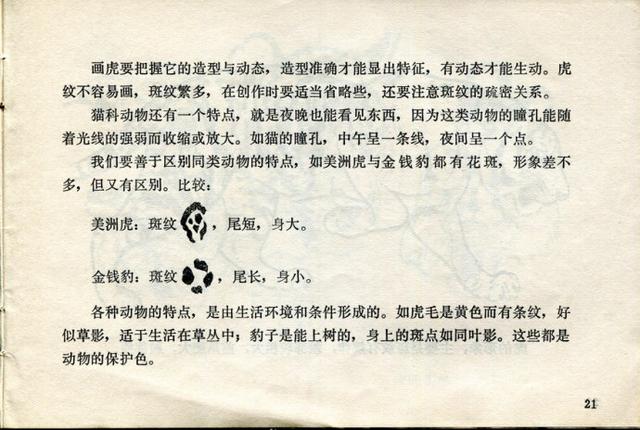 画虎要把握它的造型与动态，造型准确才能显出特征，有动态才能生动。虎
纹不容易画，斑纹繁多，在创作时要适当省略些，还要注意斑纹的疏密关系。
猫科动物还有一个特点，就是夜晚也能看见东西，因为这类动物的瞳孔能随
着光线的强弱而收缩或放大。如猫的瞳孔，中午呈一条线，夜间呈一个点。
我们要善于区别同类动物的特点，如美洲虎与金钱豹都有花斑，形象差不
多，但又有区别。比较：
美洲虎：斑纹，尾短，身大。
金钱豹：斑纹，尾长，身小。
各种动物的特点，是由生活环境和条件形成的。如虎毛是黄色而有条纹，好
似草影，适于生活在草丛中；豹子是能上树的，身上的斑点如同叶影。这些都是
动物的保护色。
21